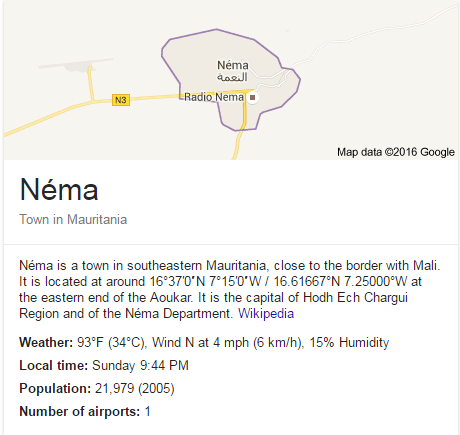 Néma
النعمة
Radio Nema
N3
Map data ©2016 Google
Néma
Town in Mauritania
Néma is a town in southeastern Mauritania, close to the border with Mali.
It is located at around 16°37′0″N 7°15′0″W / 16.61667°N 7.25000°W at
the eastern end of the Aoukar. It is the capital of Hodh Ech Chargui
Region and of the Néma Department. Wikipedia
Weather: 93°F (34°C), Wind N at 4 mph (6 km/h), 15% Humidity
Local time: Sunday 9:44 PM
Population: 21,979 (2005)
Number of airports: 1